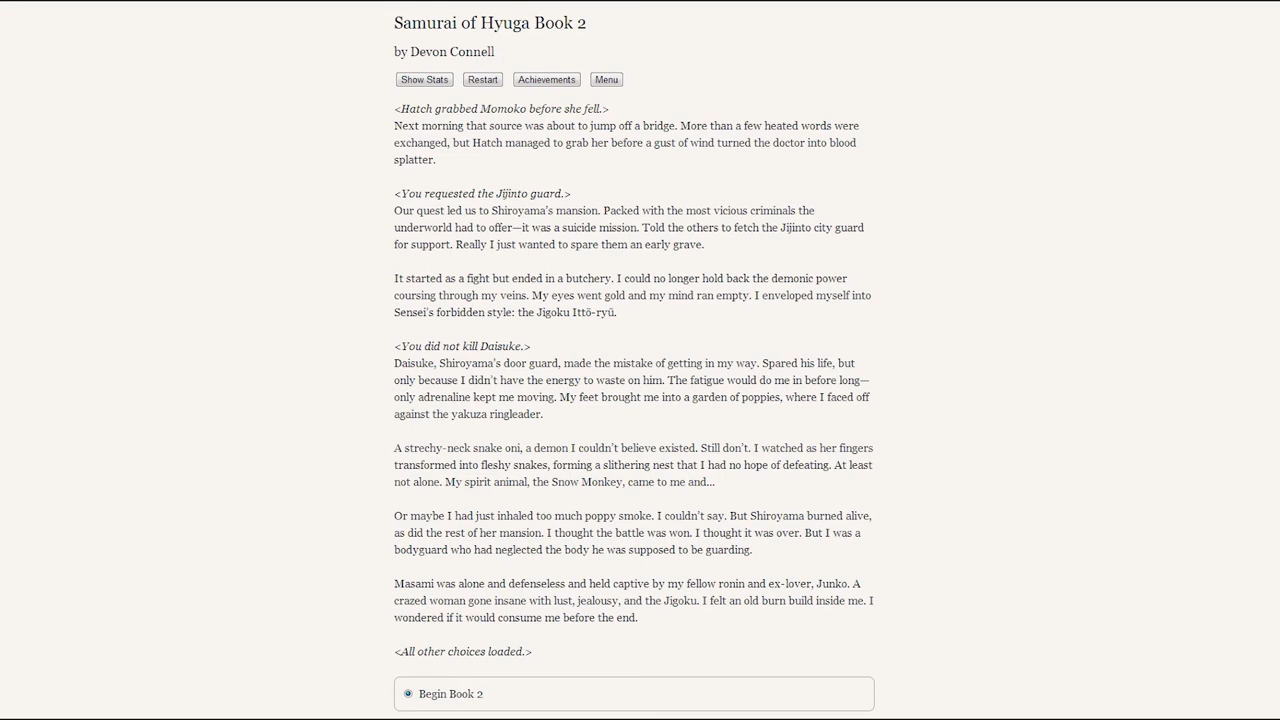 Samurai of Hyuga Book 2
by Devon Connell
Show Stats Restart Achievements Menu
<Hatch grabbed Momoko before she fell.>
Next morning that source was about to jump off a bridge. More than a few heated words were
exchanged, but Hatch managed to grab her before a gust of wind turned the doctor into blood
splatter.
<You requested the Jijinto guard.>
Our quest led us to Shiroyama's mansion. Packed with the most vicious criminals the
underworld had to offer—it was a suicide mission. Told the others to fetch the Jijinto city guard
for support. Really I just wanted to spare them an early grave.
It started as a fight but ended in a butchery. I could no longer hold back the demonic power
coursing through my veins. My eyes went gold and my mind ran empty. I enveloped myself into
Sensei's forbidden style: the Jigoku Ittō-ryū.
<You did not kill Daisuke.>
Daisuke, Shiroyama's door guard, made the mistake of getting in my way. Spared his life, but
only because I didn't have the energy to waste on him. The fatigue would do me in before long—
only adrenaline kept me moving. My feet brought me into a garden of poppies, where I faced off
against the yakuza ringleader.
A strechy-neck snake oni, a demon I couldn't believe existed. Still don't. I watched as her fingers
transformed into fleshy snakes, forming a slithering nest that I had no hope of defeating. At least
not alone. My spirit animal, the Snow Monkey, came to me and...
Or maybe I had just inhaled too much poppy smoke. I couldn't say. But Shiroyama burned alive,
as did the rest of her mansion. I thought the battle was won. I thought it was over. But I was a
bodyguard who had neglected the body he was supposed to be guarding.
Masami was alone and defenseless and held captive by my fellow ronin and ex-lover, Junko. A
crazed woman gone insane with lust, jealousy, and the Jigoku. I felt an old burn build inside me. I
wondered if it would consume me before the end.
<All other choices loaded.>
Begin Book 2